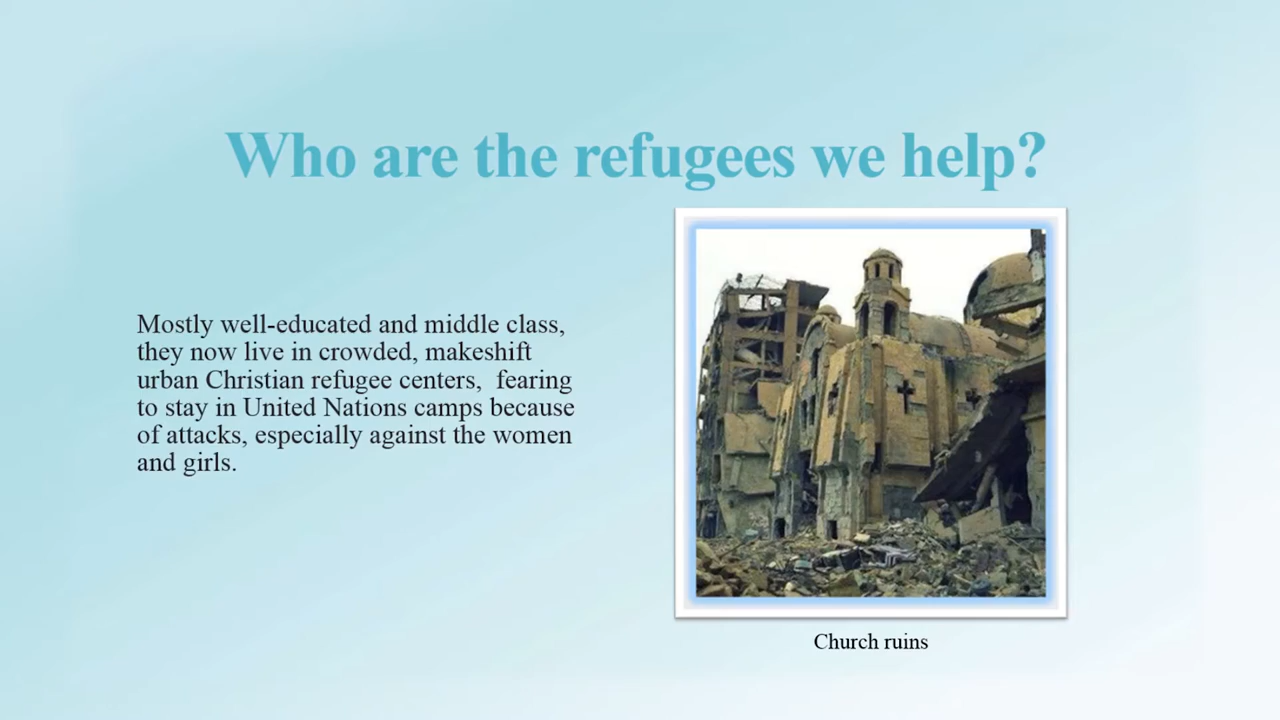 Who are the refugees we help?
Mostly well-educated and middle class,
they now live in crowded, makeshift
urban Christian refugee centers,  fearing
to stay in United Nations camps because
of attacks, especially against the women
and girls.
Church ruins